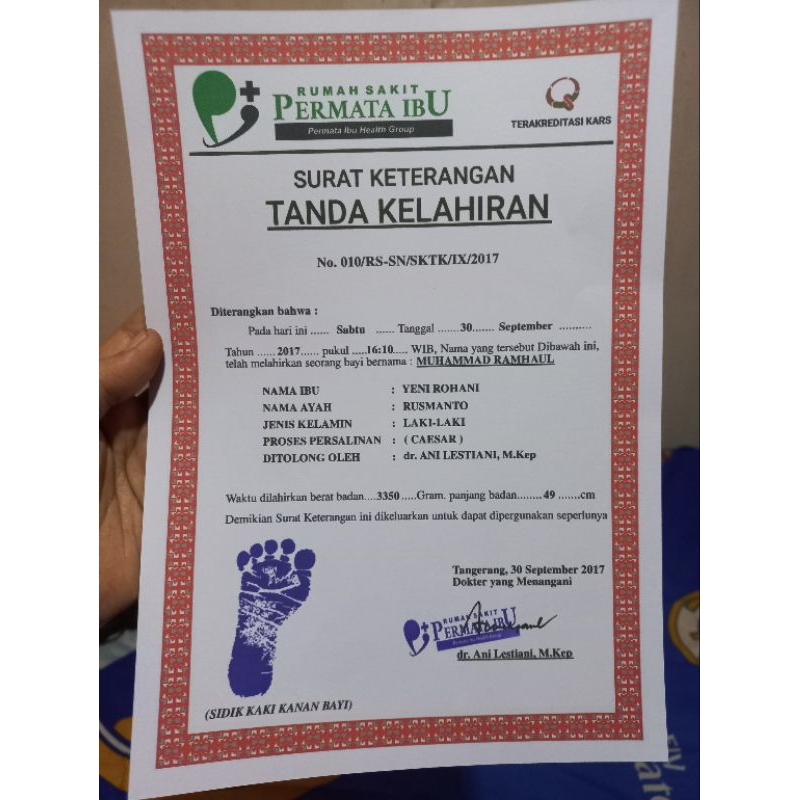 RUMAH SAKIT
PERMATA IBU
Permata Ibu Health Group
TERAKREDITASI KARS
SURAT KETERANGAN
TANDA KELAHIRAN
No. 010/RS-SN/SKTK/IX/2017
Diterangkan bahwa :
Pada hari ini ...... Sabtu ...... Tanggal ......30....... September ..........
Tahun ......2017...... pukul .....16:10..... WIB, Nama yang tersebut Dibawah ini,
telah melahirkan seorang bayi bernama : MUHAMMAD RAMHAUL
NAMA IBU : YENI ROHANI
NAMA AYAH : RUSMANTO
JENIS KELAMIN : LAKI-LAKI
PROSES PERSALINAN : ( CAESAR )
DITOLONG OLEH : dr. ANI LESTIANI, M.Kep
Waktu dilahirkan berat badan....3350.....Gram. panjang badan........49.......cm
Demikian Surat Keterangan ini dikeluarkan untuk dapat dipergunakan seperlunya
Tangerang, 30 September 2017
Dokter yang Menangani
RUMAH SAKIT
PERMATA IBU
Permata Ibu Health Group
dr. Ani Lestiani, M.Kep
(SIDIK KAKI KANAN BAYI)